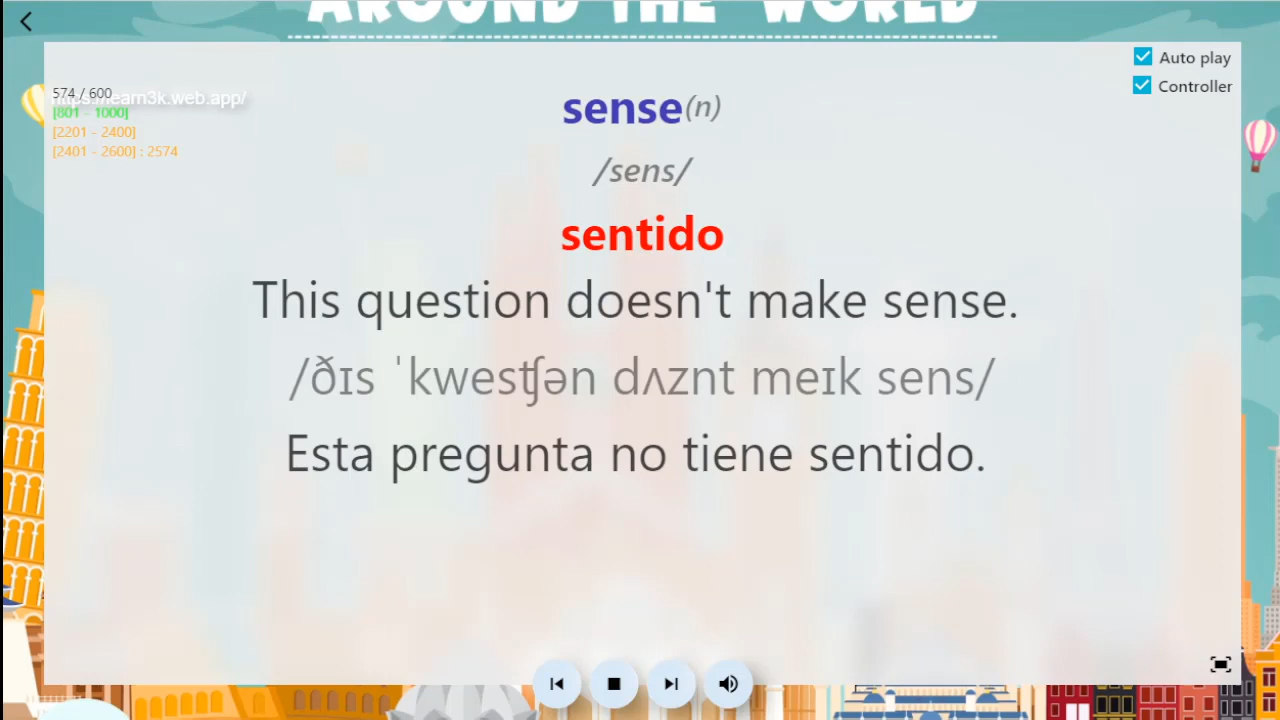 AROUND THE WORLD
Auto play
Controller
574 / 600
https://learn3k.web.app/
[801 - 1000]
[2201 - 2400]
[2401 - 2600] : 2574
sense(n)
/sens/
sentido
This question doesn't make sense.
/ðɪs ˈkwesʧən dʌznt meɪk sens/
Esta pregunta no tiene sentido.